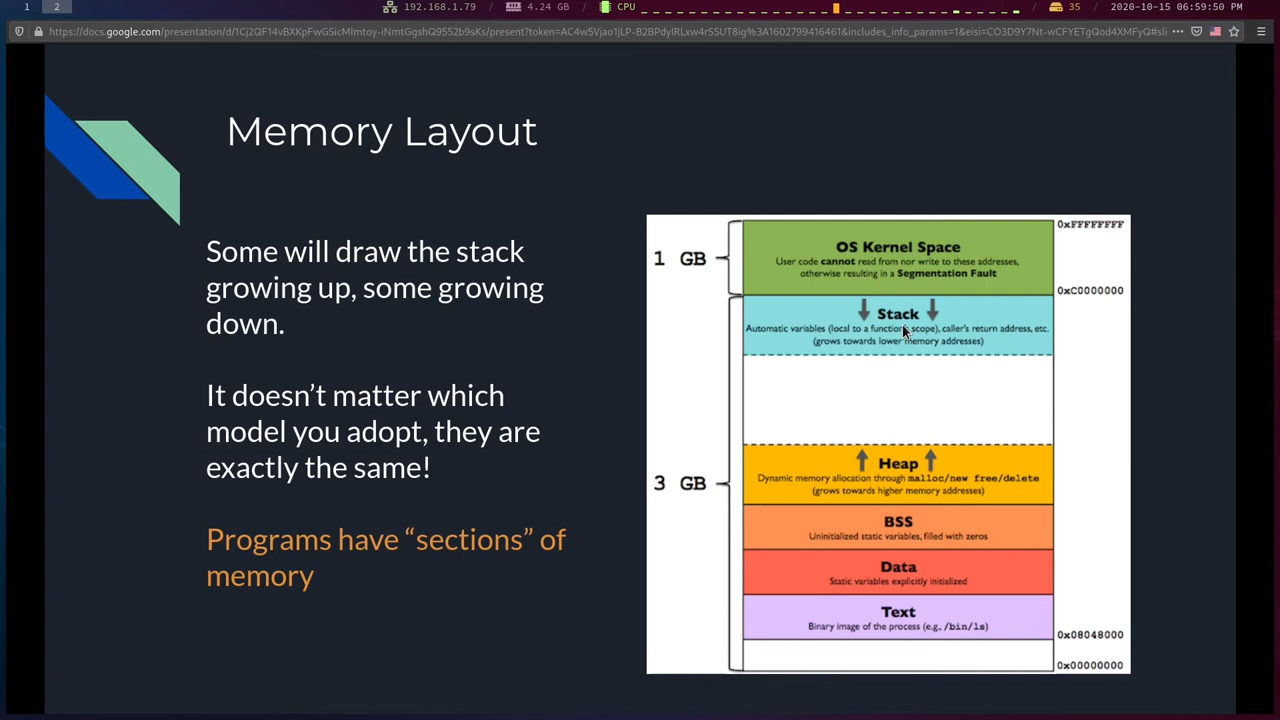 1 2 192.168.1.79 4.24 GB CPU 35 2020-10-15 06:59:50 PM
Memory Layout
Some will draw the stack
growing up, some growing
down.
It doesn’t matter which
model you adopt, they are
exactly the same!
Programs have “sections” of
memory
1 GB
OS Kernel Space
User code cannot read from nor write to these addresses,
otherwise resulting in a Segmentation Fault
0xFFFFFFFF
0xC0000000
Stack
Automatic variables (local to a function's scope), caller's return address, etc.
(grows towards lower memory addresses)
3 GB
Heap
Dynamic memory allocation through malloc/new free/delete
(grows towards higher memory addresses)
BSS
Uninitialized static variables, filled with zeros
Data
Static variables explicitly initialized
Text
Binary image of the process (e.g., /bin/ls)
0x08048000
0x00000000